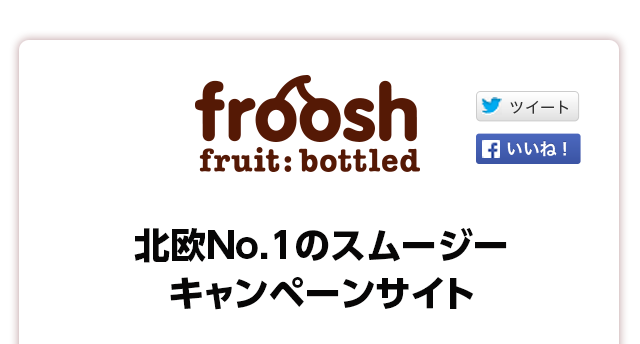 froosh
fruit: bottled
ツイート
いいね！
北欧No.1のスムージー
キャンペーンサイト